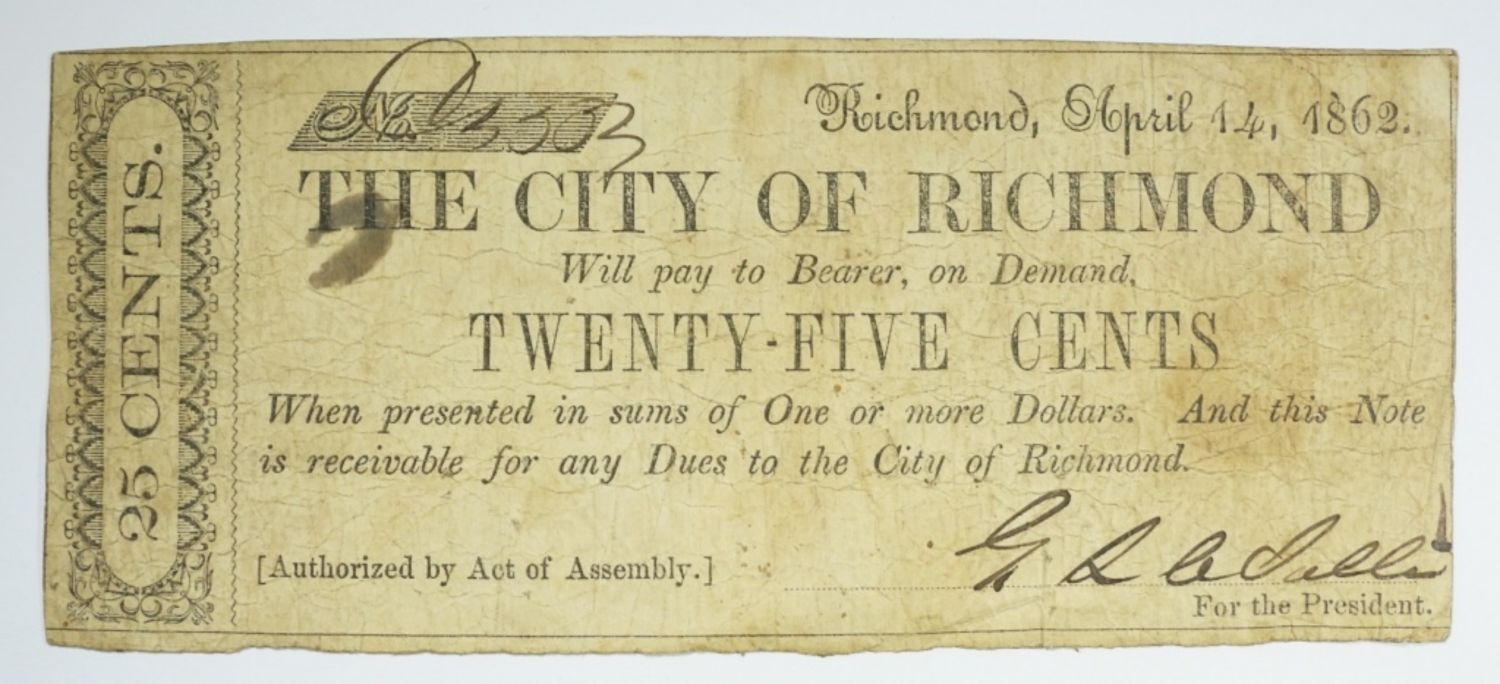 25 CENTS.
No.
Richmond, April 14, 1862.
THE CITY OF RICHMOND
Will pay to Bearer, on Demand,
TWENTY-FIVE CENTS
When presented in sums of One or more Dollars. And this Note
is receivable for any Dues to the City of Richmond.
[Authorized by Act of Assembly.]
For the President.